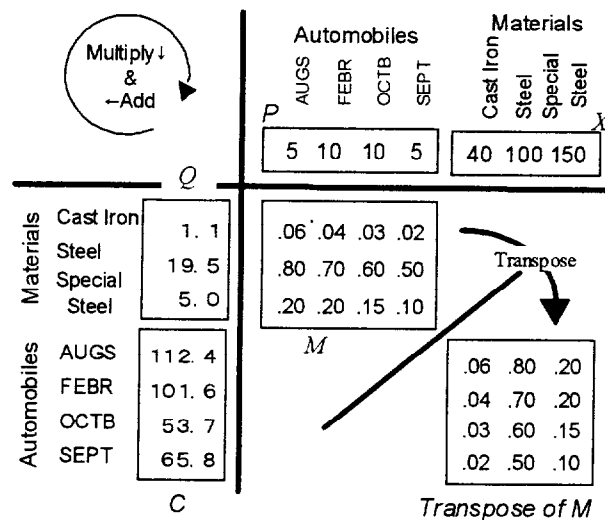 Multiply↓
&
←Add
Automobiles
AUGS
FEBR
OCTB
SEPT
Materials
Cast Iron
Steel
Special
Steel
P
X
5 10 10 5
40 100 150
Q
Materials
Cast Iron
Steel
Special
Steel
1. 1
19. 5
5. 0
.06 .04 .03 .02
.80 .70 .60 .50
.20 .20 .15 .10
M
Transpose
Automobiles
AUGS
FEBR
OCTB
SEPT
112. 4
101. 6
53. 7
65. 8
C
.06 .80 .20
.04 .70 .20
.03 .60 .15
.02 .50 .10
Transpose of M